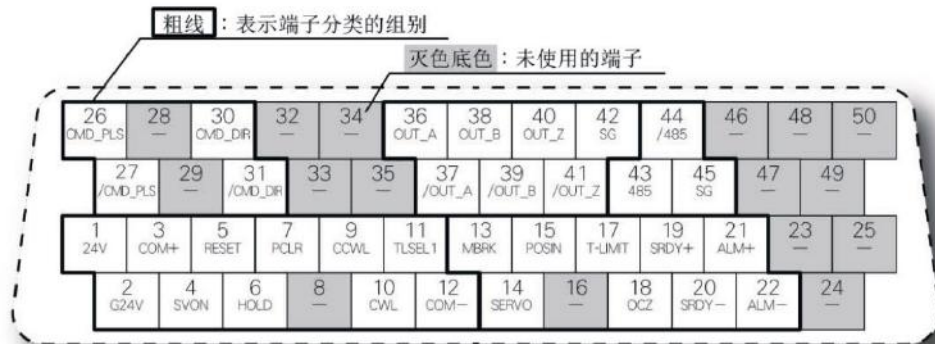 粗线：表示端子分类的组别
灰色底色：未使用的端子
26 28 30 32 34 36 38 40 42 44 46 48 50
CMD_PLS — CMD_DIR — — OUT_A OUT_B OUT_Z SG /485 — — —
27 29 31 33 35 37 39 41 43 45 47 49
/CMD_PLS — /CMD_DIR — — /OUT_A /OUT_B /OUT_Z 485 SG — —
1 3 5 7 9 11 13 15 17 19 21 23 25
24V COM+ RESET PCLR CCWL TLSEL1 MBRK POSIN T-LIMIT SRDY+ ALM+ — —
2 4 6 8 10 12 14 16 18 20 22 24
G24V SVON HOLD — CWL COM— SERVO — OCZ SRDY— ALM— —